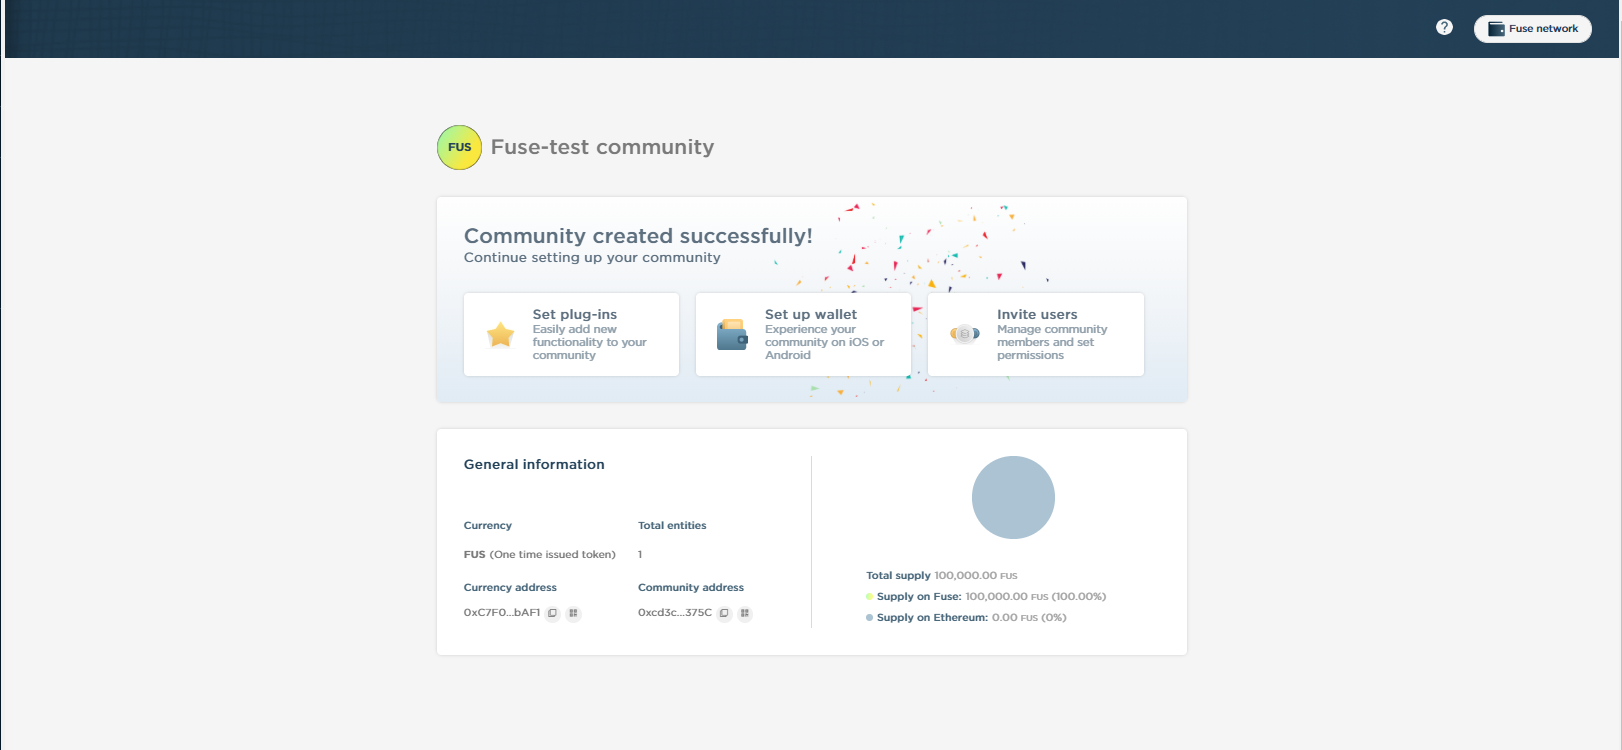 ?
Fuse network
FUS
Fuse-test community
Community created successfully!
Continue setting up your community
Set plug-ins
Easily add new
functionality to your
community
Set up wallet
Experience your
community on iOS or
Android
Invite users
Manage community
members and set
permissions
General information
Currency
Total entities
FUS (One time issued token)
1
Currency address
Community address
0xC7F0...bAF1
0xcd3c...375C
Total supply 100,000.00 FUS
Supply on Fuse: 100,000.00 FUS (100.00%)
Supply on Ethereum: 0.00 FUS (0%)